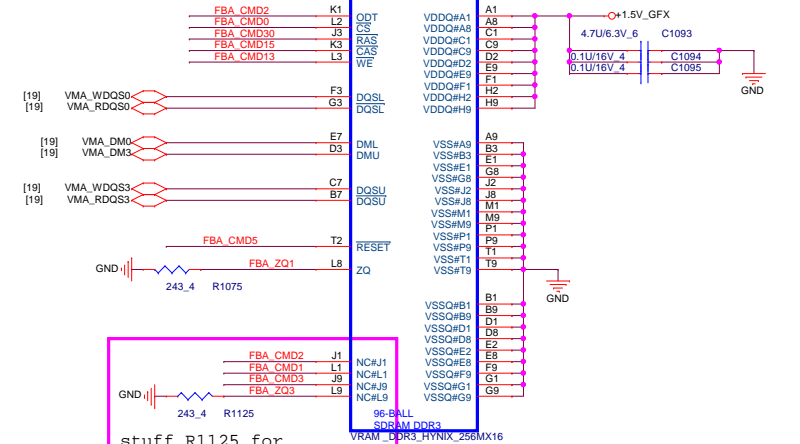 FBA_CMD2 K1 ODT VDDQ#A1 A1 +1.5V_GFX
FBA_CMD0 L2 CS VDDQ#A8 A8
FBA_CMD30 J3 RAS VDDQ#C1 C1 4.7U/6.3V_6 C1093
FBA_CMD15 K3 CAS VDDQ#C9 C9
FBA_CMD13 L3 WE VDDQ#D2 D2 0.1U/16V_4 C1094
VDDQ#E9 E9 0.1U/16V_4 C1095
VDDQ#F1 F1
[19] VMA_WDQS0 F3 DQSL VDDQ#H2 H2 GND
[19] VMA_RDQS0 G3 DQSL VDDQ#H9 H9
[19] VMA_DM0 E7 DML VSS#A9 A9
[19] VMA_DM3 D3 DMU VSS#B3 B3
VSS#E1 E1
VSS#G8 G8
[19] VMA_WDQS3 C7 DQSU VSS#J2 J2
[19] VMA_RDQS3 B7 DQSU VSS#J8 J8
VSS#M1 M1
VSS#M9 M9
VSS#P1 P1
FBA_CMD5 T2 RESET VSS#P9 P9
VSS#T1 T1
GND FBA_ZQ1 L8 ZQ VSS#T9 T9
243_4 R1075 GND
VSSQ#B1 B1
VSSQ#B9 B9
VSSQ#D1 D1
VSSQ#D8 D8
VSSQ#E2 E2
FBA_CMD2 J1 NC#J1 VSSQ#E8 E8
FBA_CMD1 L1 NC#L1 VSSQ#F9 F9
FBA_CMD3 J9 NC#J9 VSSQ#G1 G1
GND FBA_ZQ3 L9 NC#L9 VSSQ#G9 G9
243_4 R1125 96-BALL
SDRAM DDR3
VRAM _DDR3_HYNIX_256MX16
stuff R1125 for